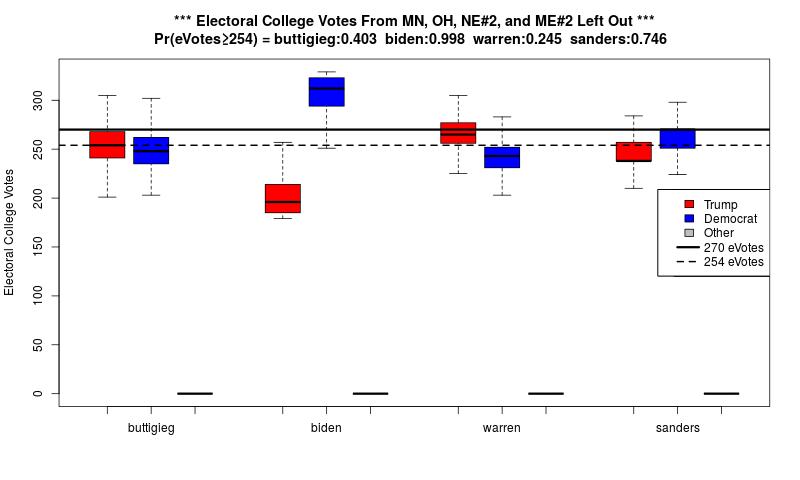 *** Electoral College Votes From MN, OH, NE#2, and ME#2 Left Out ***
Pr(eVotes≥254) = buttigieg:0.403 biden:0.998 warren:0.245 sanders:0.746
Electoral College Votes
300
250
200
150
100
50
0
Trump
Democrat
Other
270 eVotes
254 eVotes
buttigieg biden warren sanders